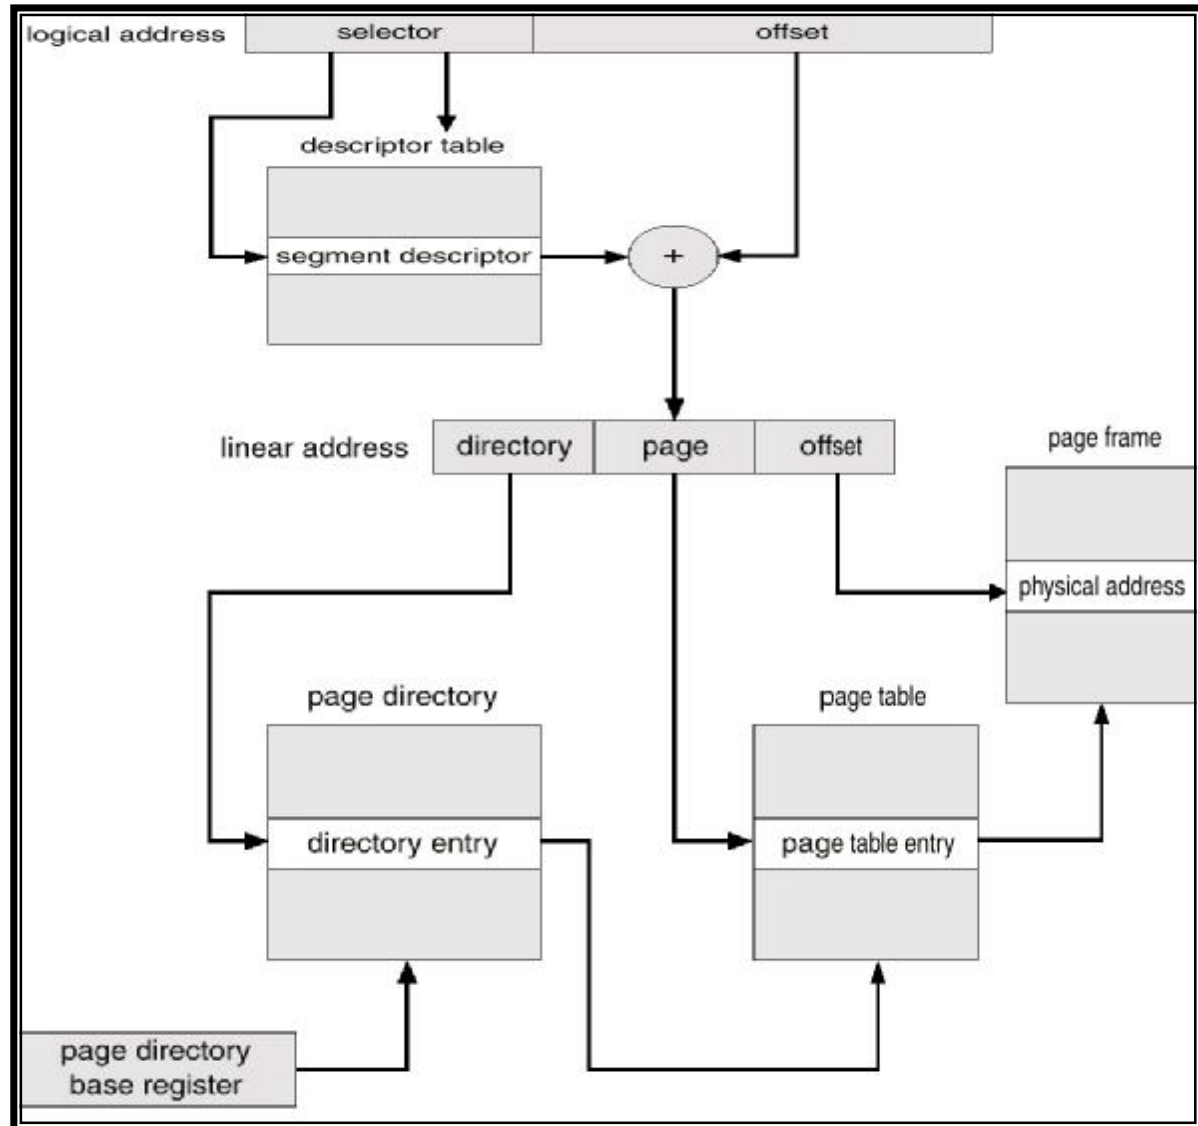 logical address
selector
offset
descriptor table
segment descriptor
+
linear address
directory
page
offset
page frame
physical address
page directory
page table
directory entry
page table entry
page directory
base register